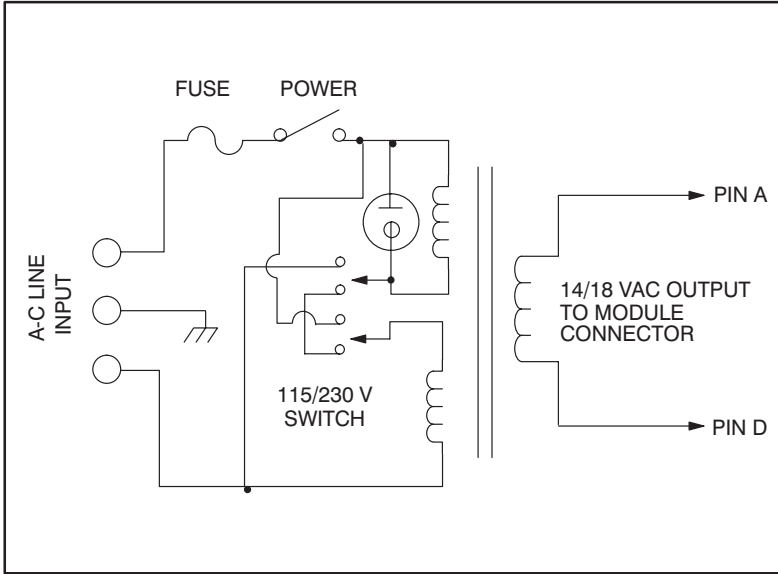 FUSE
POWER
A-C LINE
INPUT
115/230 V
SWITCH
PIN A
14/18 VAC OUTPUT
TO MODULE
CONNECTOR
PIN D